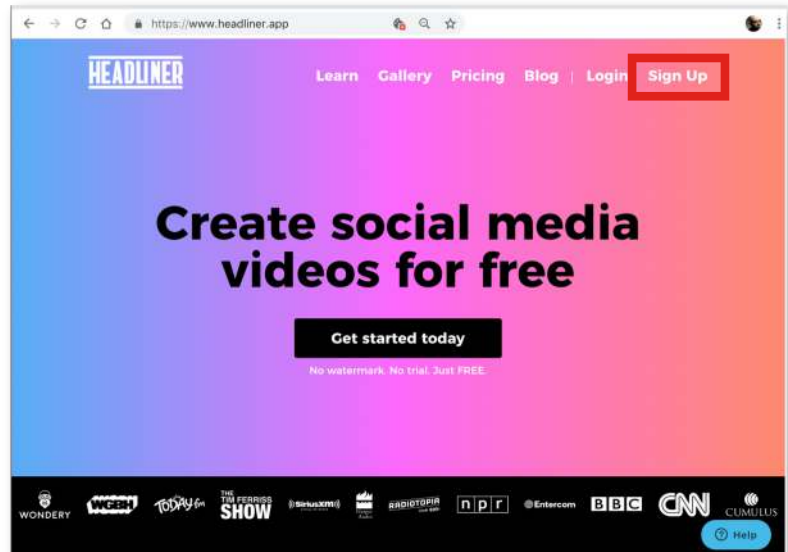 https://www.headliner.app
HEADLINER
Learn Gallery Pricing Blog | Login Sign Up
Create social media
videos for free
Get started today
No watermark. No trial. Just FREE.
WONDERY WGBH TODAY fm THE TIM FERRISS SHOW SiriusXM RADIOTOPIA npr Entercom BBC CNN CUMULUS
Help